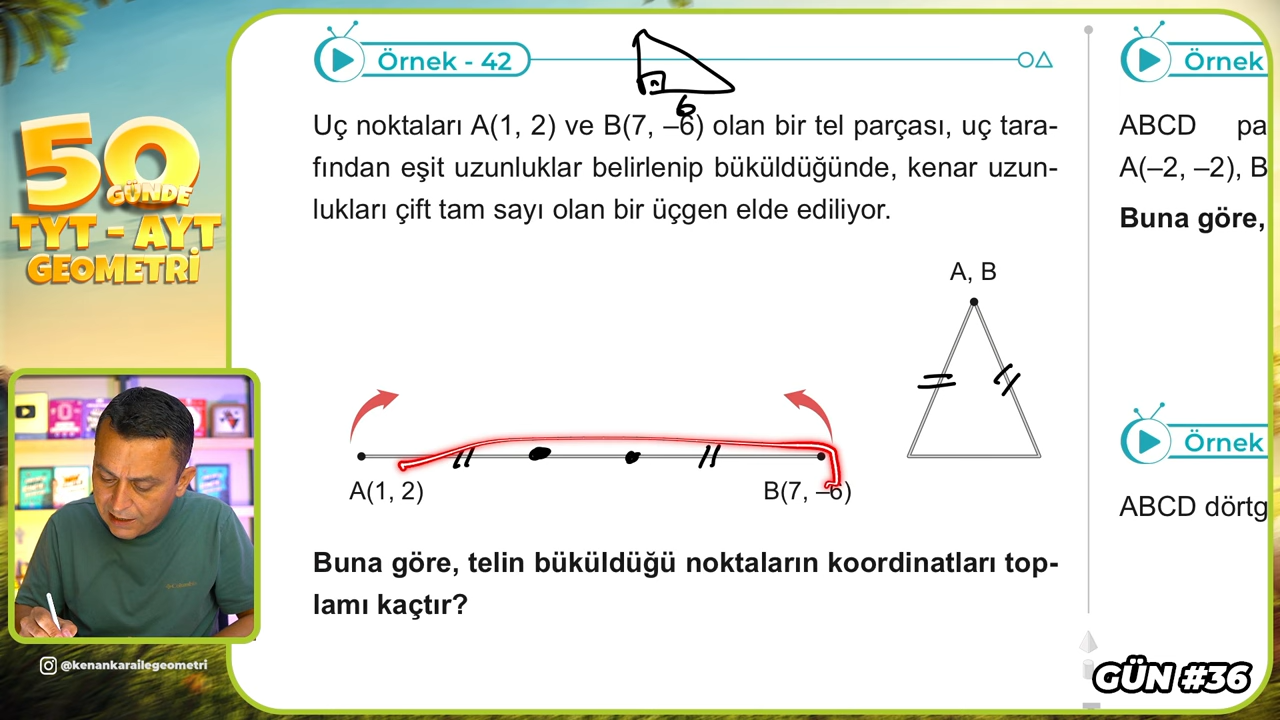 50
GÜNDE
TYT - AYT
GEOMETRİ
Örnek - 42
6
Uç noktaları A(1, 2) ve B(7, –6) olan bir tel parçası, uç tara-
fından eşit uzunluklar belirlenip büküldüğünde, kenar uzun-
lukları çift tam sayı olan bir üçgen elde ediliyor.
A, B
A(1, 2)
B(7, –6)
Buna göre, telin büküldüğü noktaların koordinatları top-
lamı kaçtır?
Örnek
ABCD pa
A(–2, –2), B
Buna göre,
Örnek
ABCD dörtg
@kenankarailegeometri
GÜN #36